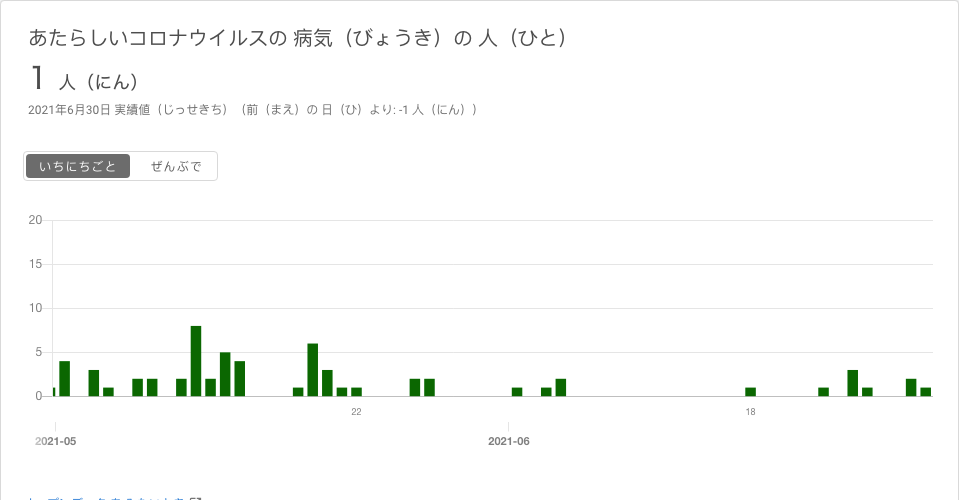 あたらしいコロナウイルスの 病気（びょうき）の 人（ひと）
1 人（にん）
2021年6月30日 実績値（じっせきち）（前（まえ）の 日（ひ）より: -1 人（にん））
いちにちごと ぜんぶで
20
15
10
5
0
22 18
2021-05 2021-06